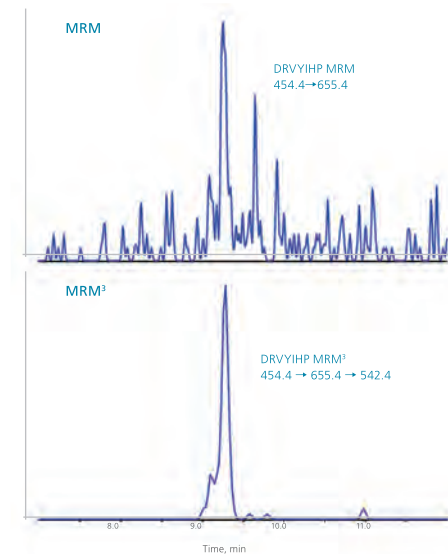 MRM
DRVYIHP MRM
454.4→655.4
MRM³
DRVYIHP MRM³
454.4 → 655.4 → 542.4
8.0 9.0 10.0 11.0
Time, min